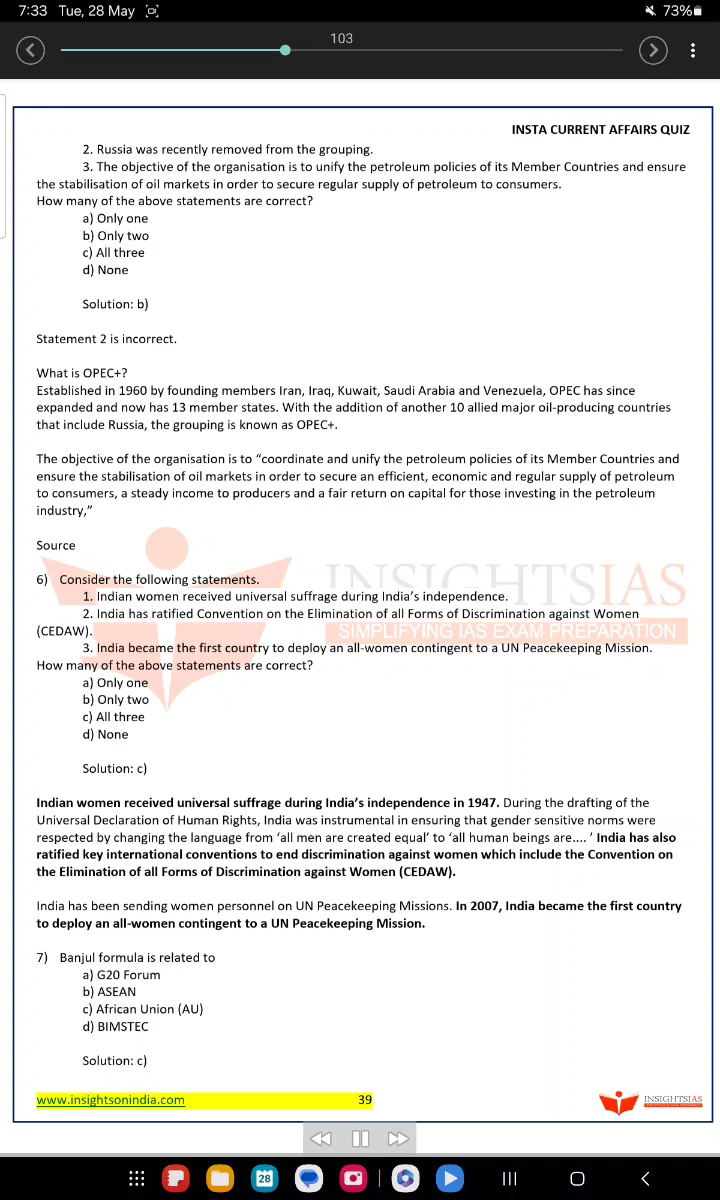 7:33 Tue, 28 May
73%
103
INSTA CURRENT AFFAIRS QUIZ
2. Russia was recently removed from the grouping.
3. The objective of the organisation is to unify the petroleum policies of its Member Countries and ensure
the stabilisation of oil markets in order to secure regular supply of petroleum to consumers.
How many of the above statements are correct?
a) Only one
b) Only two
c) All three
d) None
Solution: b)
Statement 2 is incorrect.
What is OPEC+?
Established in 1960 by founding members Iran, Iraq, Kuwait, Saudi Arabia and Venezuela, OPEC has since
expanded and now has 13 member states. With the addition of another 10 allied major oil-producing countries
that include Russia, the grouping is known as OPEC+.
The objective of the organisation is to “coordinate and unify the petroleum policies of its Member Countries and
ensure the stabilisation of oil markets in order to secure an efficient, economic and regular supply of petroleum
to consumers, a steady income to producers and a fair return on capital for those investing in the petroleum
industry,”
Source
INSIGHTSIAS
SIMPLIFYING IAS EXAM PREPARATION
6) Consider the following statements.
1. Indian women received universal suffrage during India’s independence.
2. India has ratified Convention on the Elimination of all Forms of Discrimination against Women
(CEDAW).
3. India became the first country to deploy an all-women contingent to a UN Peacekeeping Mission.
How many of the above statements are correct?
a) Only one
b) Only two
c) All three
d) None
Solution: c)
Indian women received universal suffrage during India’s independence in 1947. During the drafting of the
Universal Declaration of Human Rights, India was instrumental in ensuring that gender sensitive norms were
respected by changing the language from ‘all men are created equal’ to ‘all human beings are.... ’ India has also
ratified key international conventions to end discrimination against women which include the Convention on
the Elimination of all Forms of Discrimination against Women (CEDAW).
India has been sending women personnel on UN Peacekeeping Missions. In 2007, India became the first country
to deploy an all-women contingent to a UN Peacekeeping Mission.
7) Banjul formula is related to
a) G20 Forum
b) ASEAN
c) African Union (AU)
d) BIMSTEC
Solution: c)
www.insightsonindia.com
39
INSIGHTSIAS
28